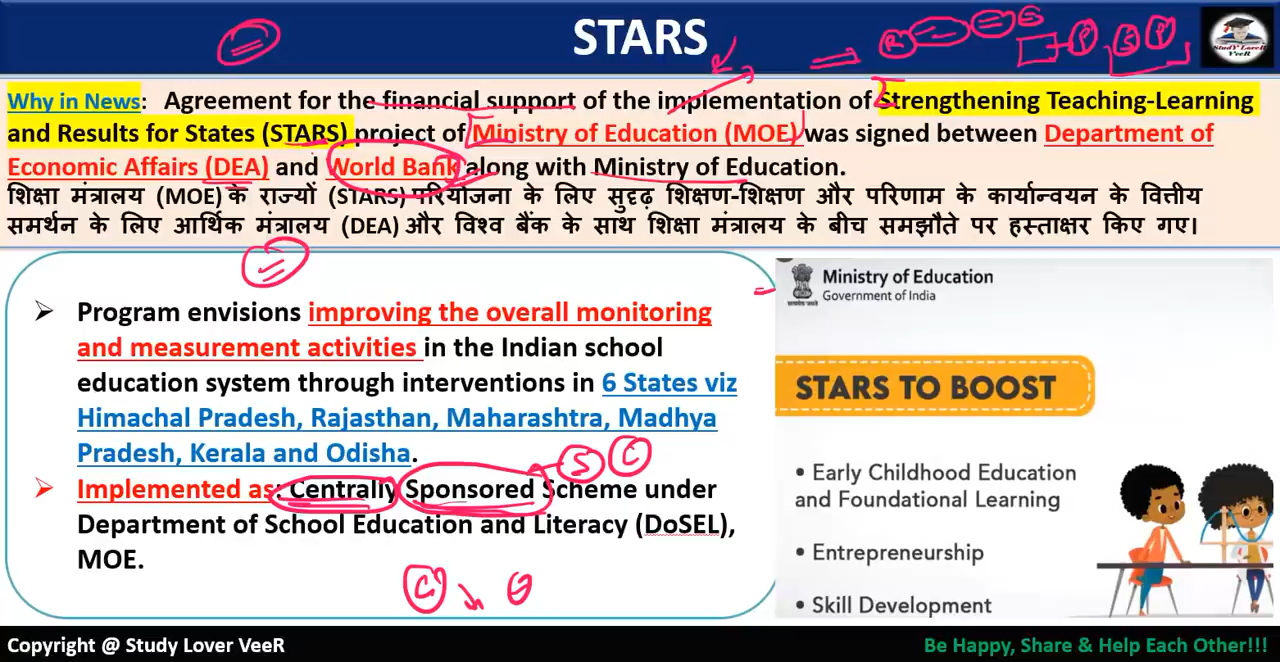 STARS
R G P S P
StudY LoveR
VeeR
Why in News: Agreement for the financial support of the implementation of Strengthening Teaching-Learning
and Results for States (STARS) project of Ministry of Education (MOE) was signed between Department of
Economic Affairs (DEA) and World Bank along with Ministry of Education.
शिक्षा मंत्रालय (MOE) के राज्यों (STARS) परियोजना के लिए सुदृढ़ शिक्षण-शिक्षण और परिणाम के कार्यान्वयन के वित्तीय
समर्थन के लिए आर्थिक मंत्रालय (DEA) और विश्व बैंक के साथ शिक्षा मंत्रालय के बीच समझौते पर हस्ताक्षर किए गए।
Program envisions improving the overall monitoring
and measurement activities in the Indian school
education system through interventions in 6 States viz
Himachal Pradesh, Rajasthan, Maharashtra, Madhya
Pradesh, Kerala and Odisha.
S C
Implemented as: Centrally Sponsored Scheme under
Department of School Education and Literacy (DoSEL),
MOE.
C
Ministry of Education
Government of India
STARS TO BOOST
• Early Childhood Education
and Foundational Learning
• Entrepreneurship
• Skill Development
Copyright @ Study Lover VeeR
Be Happy, Share & Help Each Other!!!